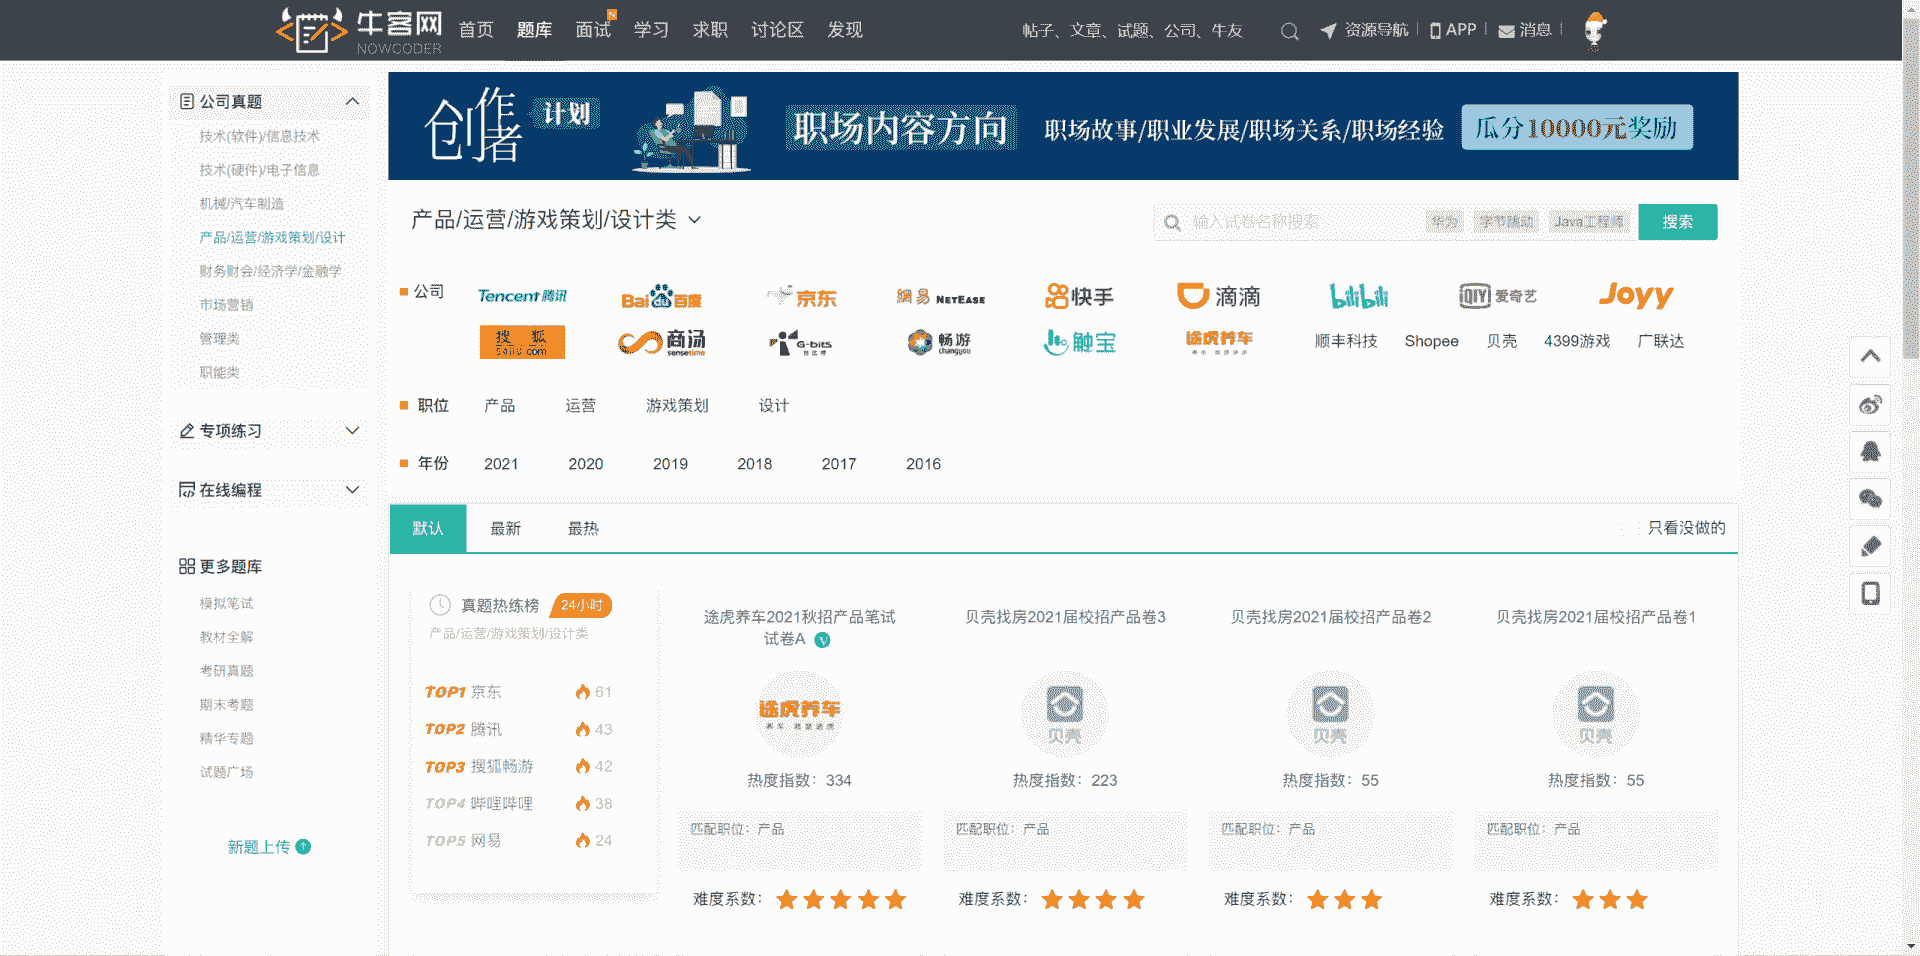 牛客网
NOWCODER
首页 题库 面试 N 学习 求职 讨论区 发现
帖子、文章、试题、公司、牛友
资源导航 APP 消息
公司真题
技术(软件)/信息技术
技术(硬件)/电子信息
机械/汽车制造
产品/运营/游戏策划/设计
财务财会/经济学/金融学
市场营销
管理类
职能类
专项练习
在线编程
更多题库
模拟笔试
教材全解
考研真题
期末考题
精华专题
试题广场
新题上传
创作者 计划
职场内容方向
职场故事/职业发展/职场关系/职场经验
瓜分10000元奖励
产品/运营/游戏策划/设计类
输入试卷名称搜索 华为 字节跳动 Java工程师 搜索
公司
Tencent 腾讯 Baidu百度 京东 网易 NETEASE 快手 滴滴 bilibili QIY 爱奇艺 JOYY
搜狐 商汤 sensetime G-bits 畅游 changyou 触宝 途虎养车 顺丰科技 Shopee 贝壳 4399游戏 广联达
职位 产品 运营 游戏策划 设计
年份 2021 2020 2019 2018 2017 2016
默认 最新 最热 只看没做的
真题热练榜 24小时
产品/运营/游戏策划/设计类
TOP1 京东 61
TOP2 腾讯 43
TOP3 搜狐畅游 42
TOP4 哔哩哔哩 38
TOP5 网易 24
途虎养车2021秋招产品笔试
试卷A V
途虎养车
热度指数：334
匹配职位：产品
难度系数：
贝壳找房2021届校招产品卷3
贝壳
热度指数：223
匹配职位：产品
难度系数：
贝壳找房2021届校招产品卷2
贝壳
热度指数：55
匹配职位：产品
难度系数：
贝壳找房2021届校招产品卷1
贝壳
热度指数：55
匹配职位：产品
难度系数：